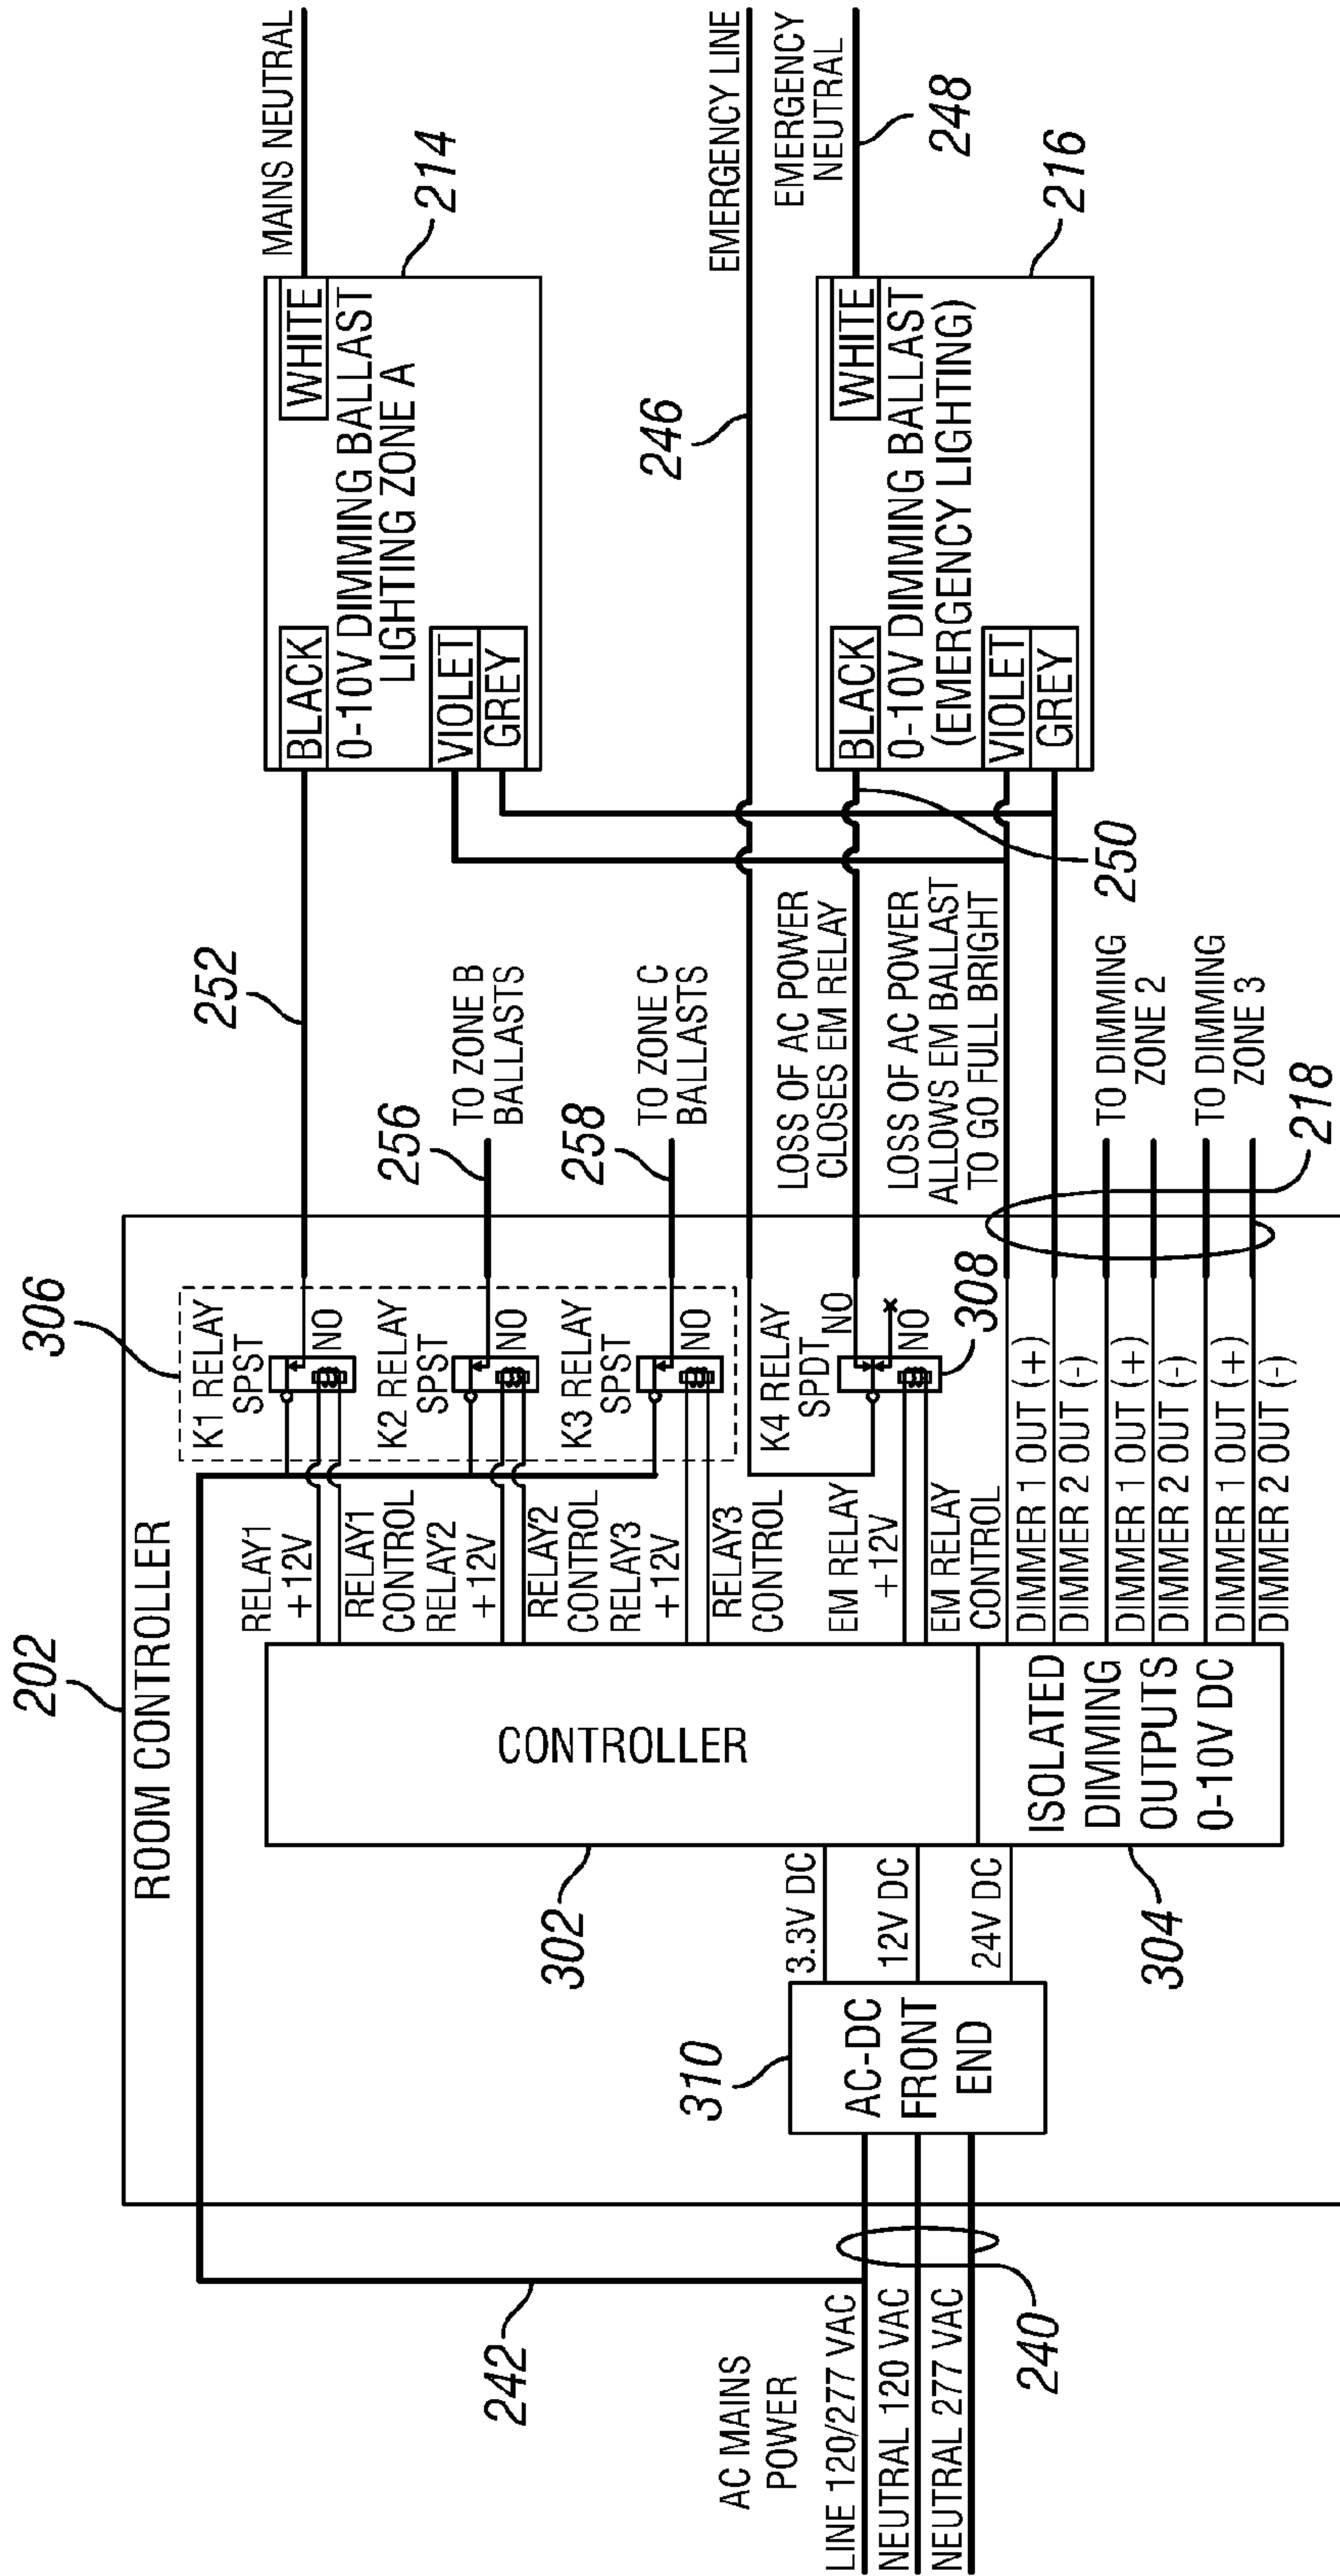 202
ROOM CONTROLLER
306
K1 RELAY
SPST
NO
K2 RELAY
SPST
NO
K3 RELAY
SPST
NO
K4 RELAY
SPDT
NO
NO
308
252
256
TO ZONE B
BALLASTS
258
TO ZONE C
BALLASTS
MAINS NEUTRAL
214
BLACK
WHITE
0-10V DIMMING BALLAST
LIGHTING ZONE A
VIOLET
GREY
246
EMERGENCY LINE
EMERGENCY
NEUTRAL
248
216
BLACK
WHITE
0-10V DIMMING BALLAST
(EMERGENCY LIGHTING)
VIOLET
GREY
250
LOSS OF AC POWER
CLOSES EM RELAY
LOSS OF AC POWER
ALLOWS EM BALLAST
TO GO FULL BRIGHT
TO DIMMING
ZONE 2
TO DIMMING
ZONE 3
218
RELAY1
+12V
RELAY1
CONTROL
RELAY2
+12V
RELAY2
CONTROL
RELAY3
+12V
RELAY3
CONTROL
EM RELAY
+12V
EM RELAY
CONTROL
DIMMER 1 OUT (+)
DIMMER 2 OUT (-)
DIMMER 1 OUT (+)
DIMMER 2 OUT (-)
DIMMER 1 OUT (+)
DIMMER 2 OUT (-)
CONTROLLER
302
ISOLATED
DIMMING
OUTPUTS
0-10V DC
304
3.3V DC
12V DC
24V DC
310
AC-DC
FRONT
END
242
AC MAINS
POWER
LINE 120/277 VAC
NEUTRAL 120 VAC
NEUTRAL 277 VAC
240